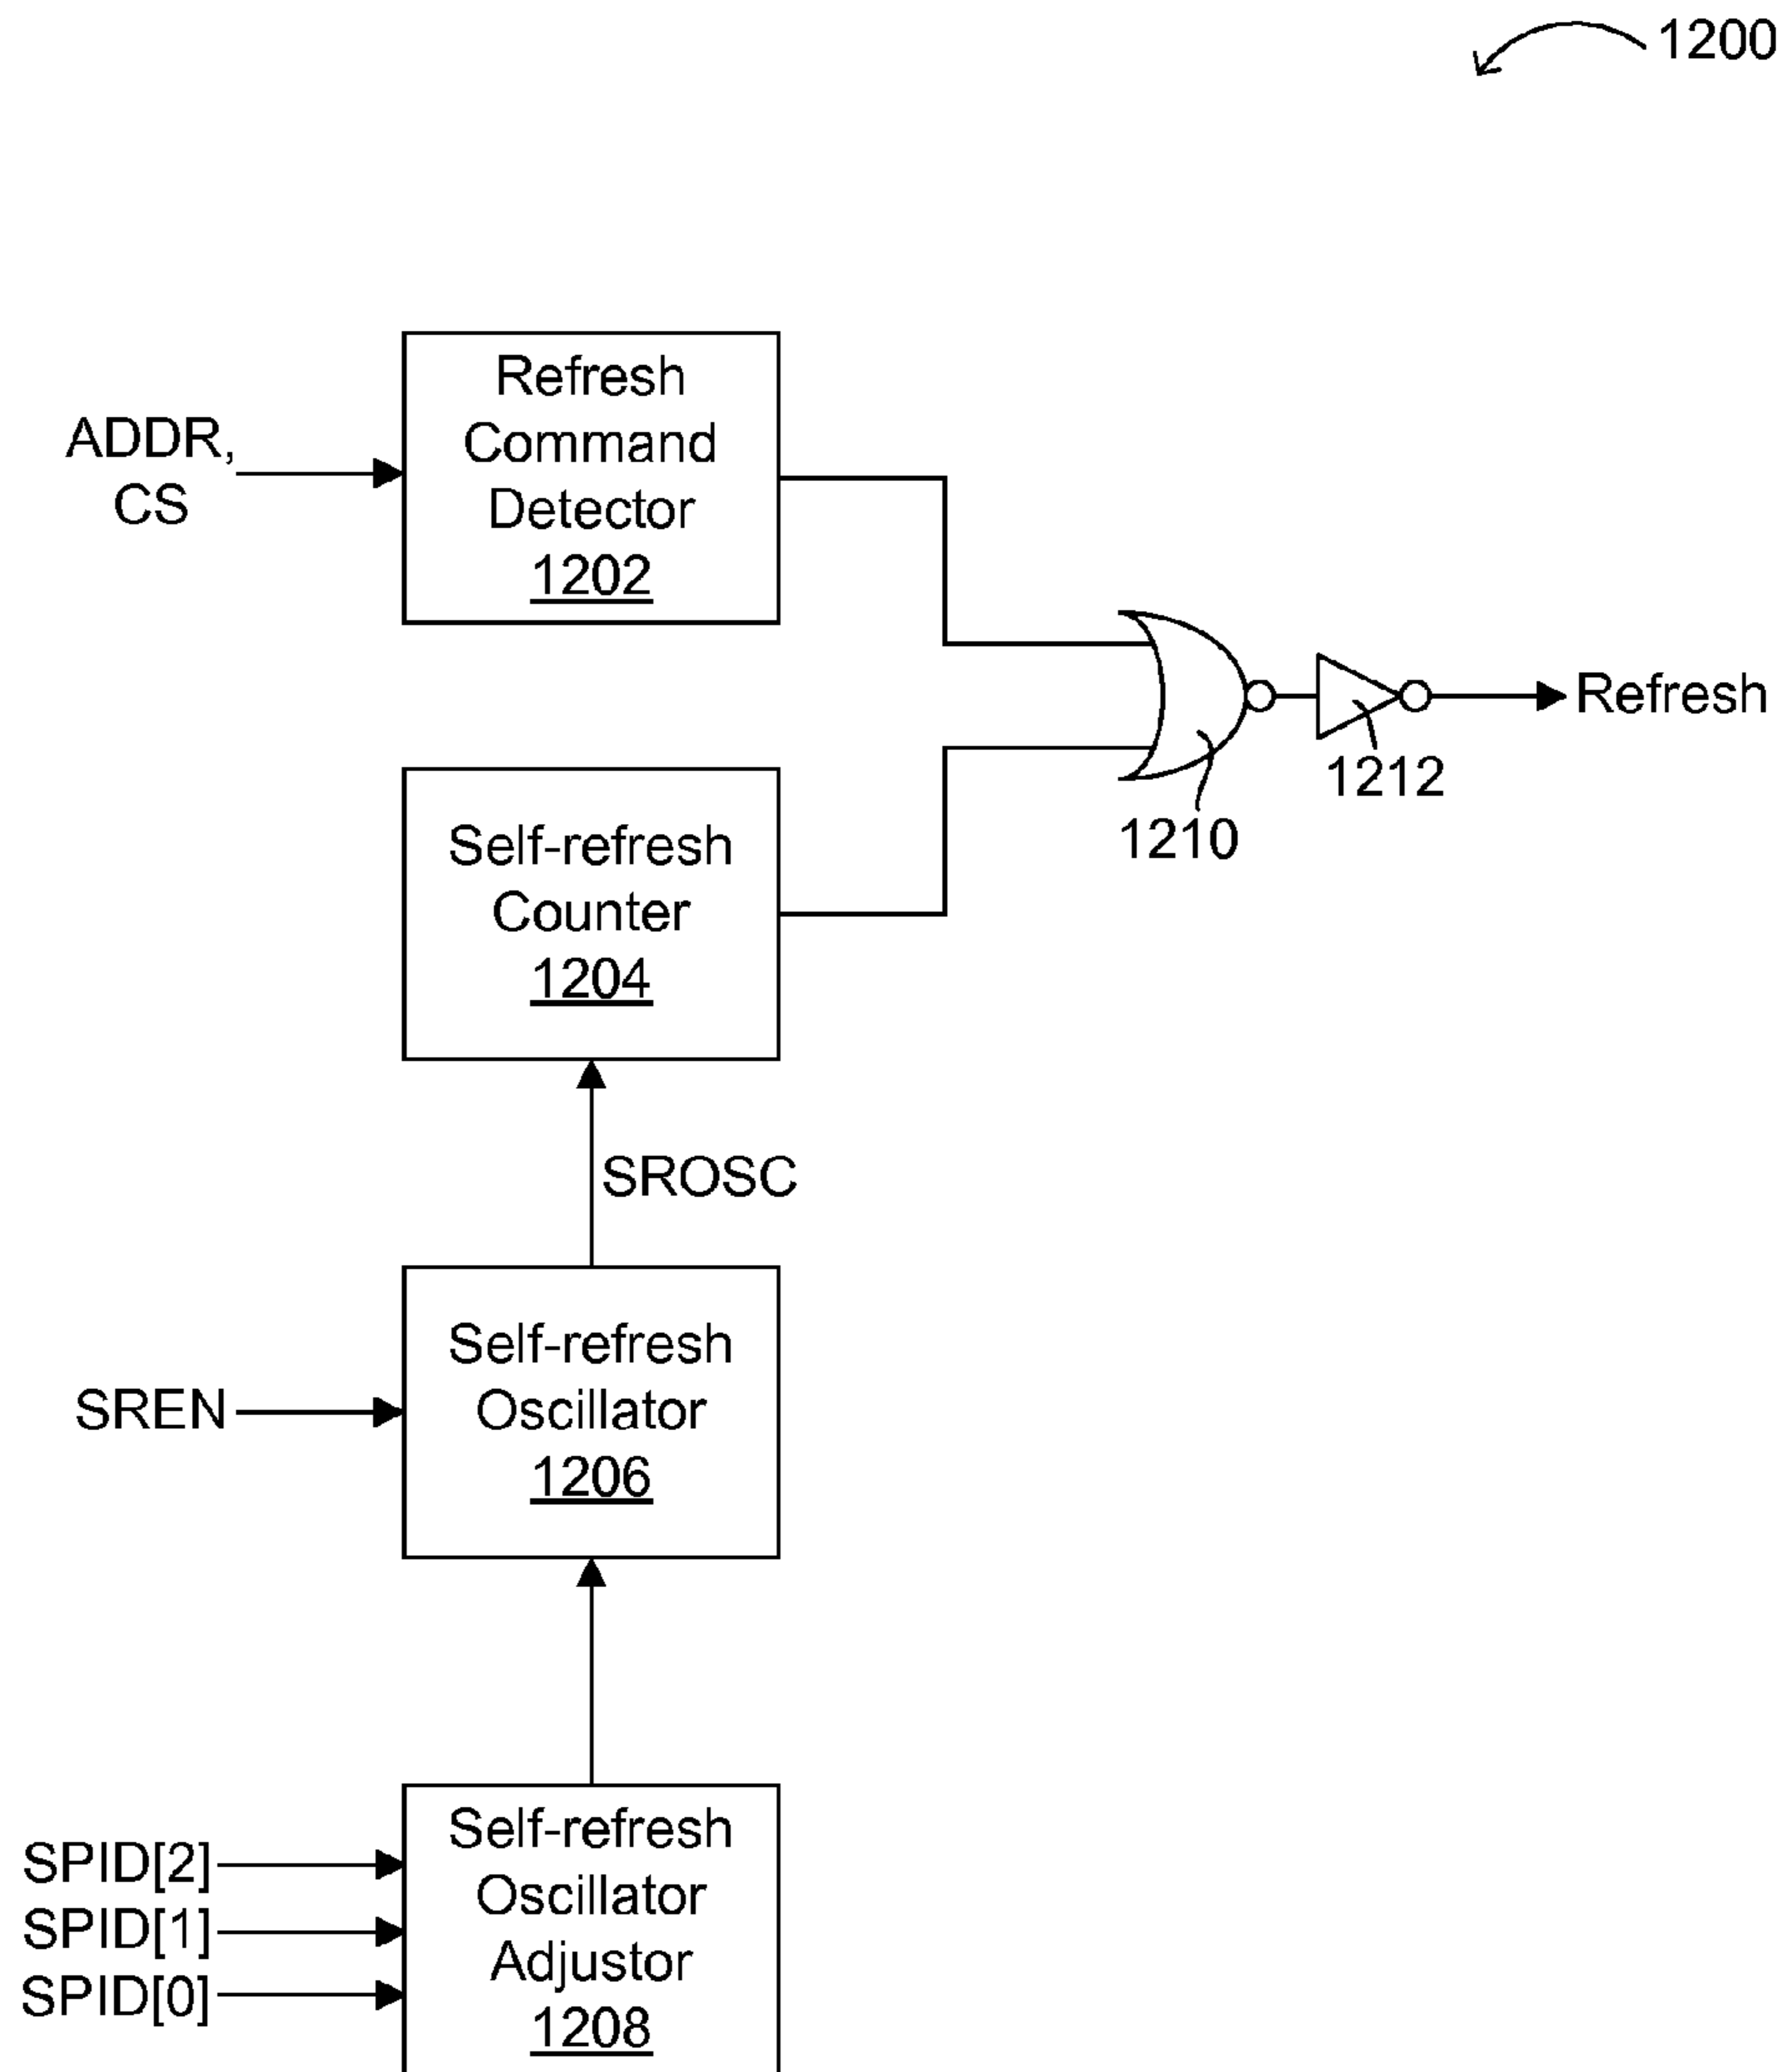 1200
Refresh
Command
Detector
1202
ADDR,
CS
Refresh
1212
1210
Self-refresh
Counter
1204
SROSC
Self-refresh
Oscillator
1206
SREN
Self-refresh
Oscillator
Adjustor
1208
SPID[2]
SPID[1]
SPID[0]